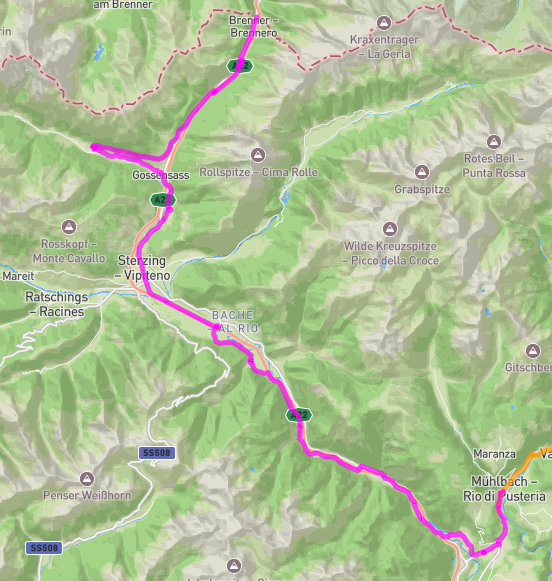 am Brenner
Brenner –
Brennero
Kraxentrager
– La Gerla
A22
Gossensass
Rollspitze – Cima Rolle
Rotes Beil –
Punta Rossa
Grabspitze
A22
Rosskopf –
Monte Cavallo
Wilde Kreuzspitze
– Picco della Croce
Sterzing
– Vipiteno
Mareit
Ratschings
– Racines
BACHE
AL RIO
Gitschber
A22
SS508
Maranza
Va
Mühlbach –
Rio di Pusteria
Penser Weißhorn
SS508